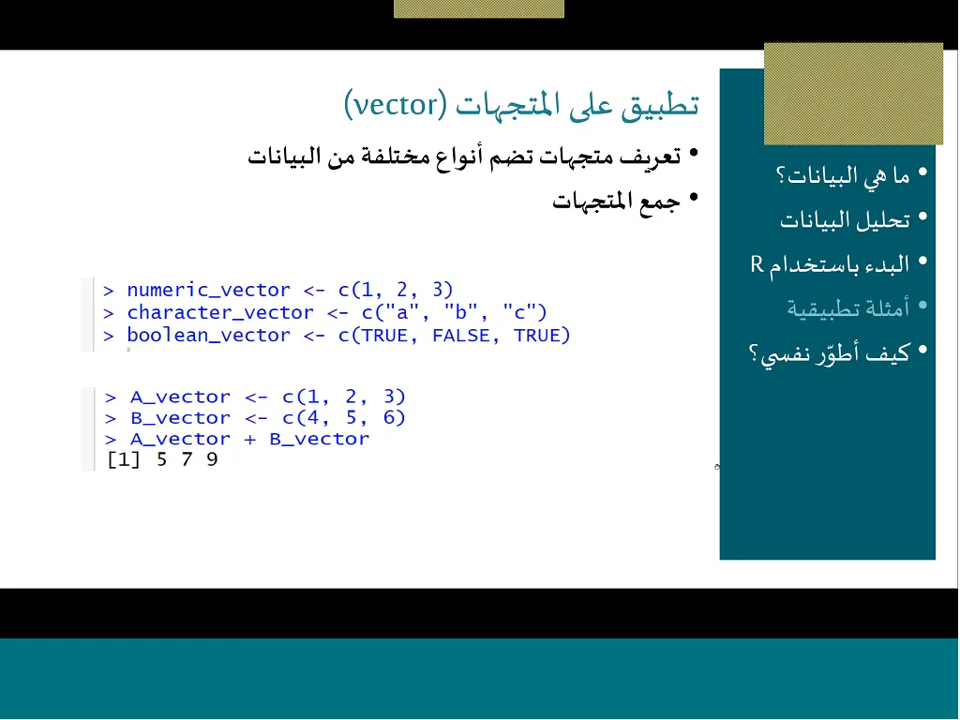 تطبيق على المتجهات (vector)
• تعريف متجهات تضم أنواع مختلفة من البيانات
• جمع المتجهات
> numeric_vector <- c(1, 2, 3)
> character_vector <- c("a", "b", "c")
> boolean_vector <- c(TRUE, FALSE, TRUE)
> A_vector <- c(1, 2, 3)
> B_vector <- c(4, 5, 6)
> A_vector + B_vector
[1] 5 7 9
• ما هي البيانات؟
• تحليل البيانات
• البدء باستخدام R
• أمثلة تطبيقية
• كيف أطوّر نفسي؟